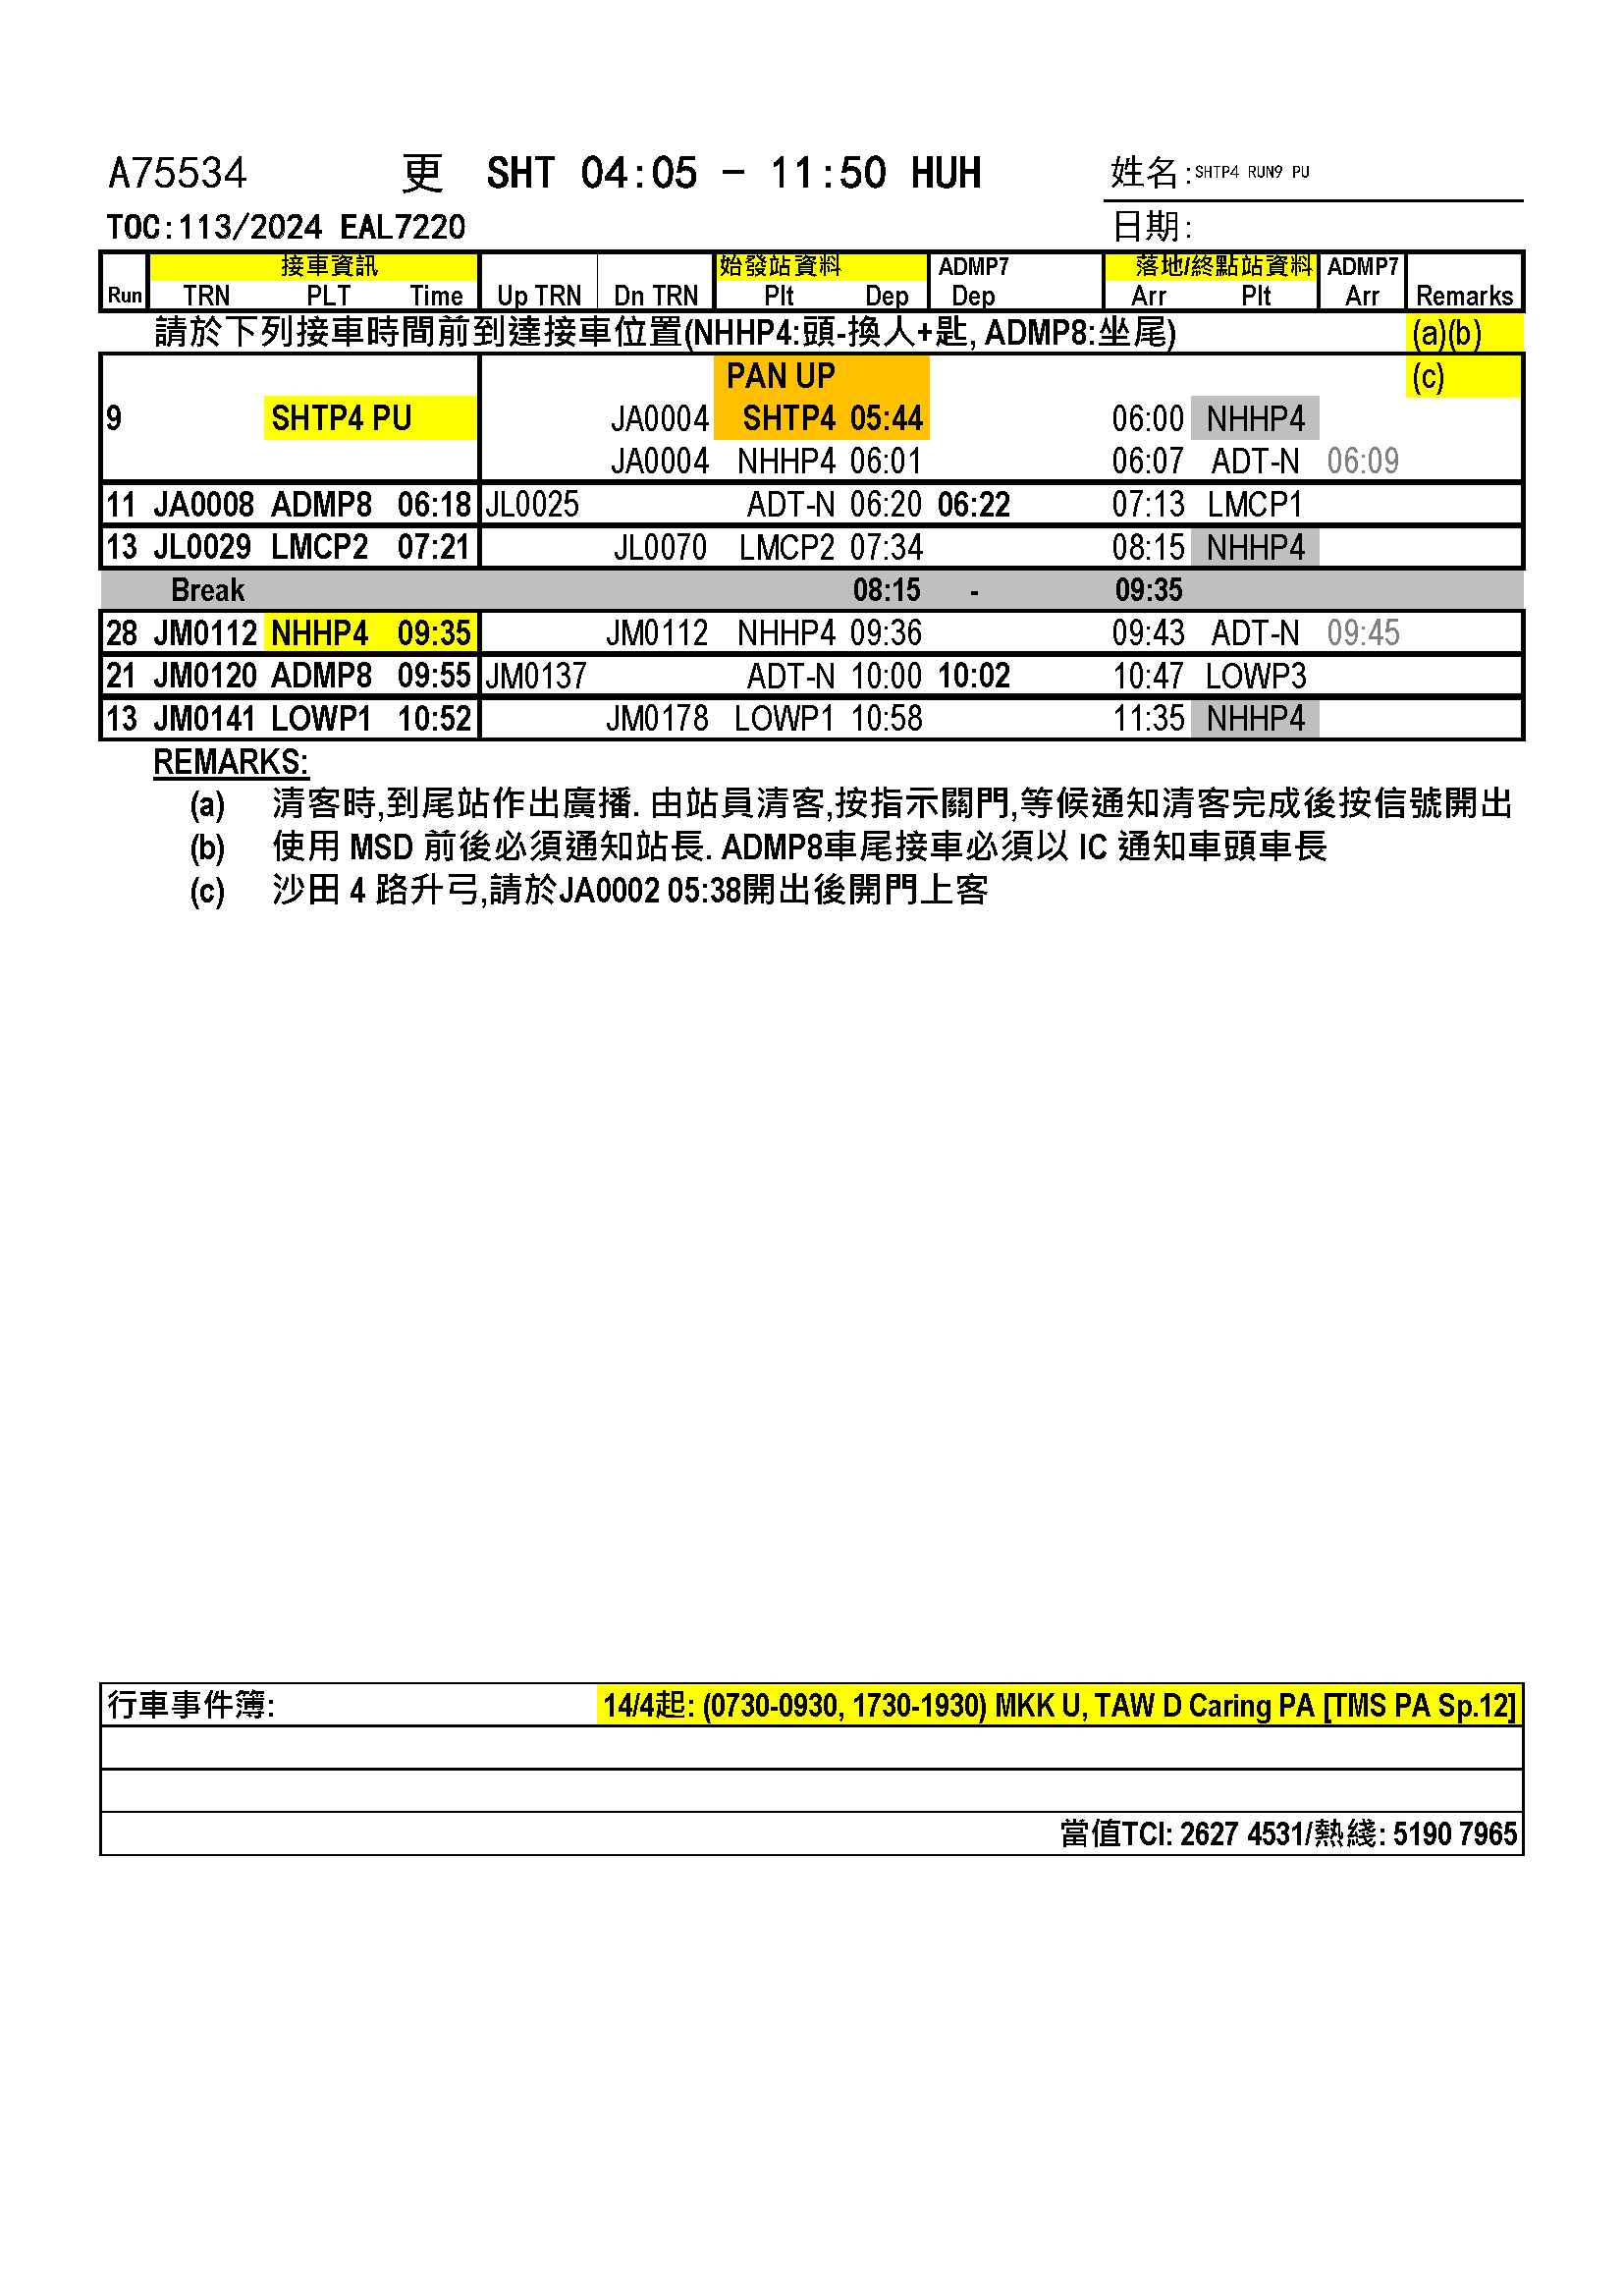 A75534 更 SHT 04:05 - 11:50 HUH 姓名:SHTP4 RUN9 PU
TOC:113/2024 EAL7220 日期:
接車資訊 始發站資料 ADMP7 落地/終點站資料 ADMP7
Run TRN PLT Time Up TRN Dn TRN Plt Dep Dep Arr Plt Arr Remarks
請於下列接車時間前到達接車位置(NHHP4:頭-換人+匙, ADMP8:坐尾) (a)(b)
PAN UP (c)
9 SHTP4 PU JA0004 SHTP4 05:44 06:00 NHHP4
JA0004 NHHP4 06:01 06:07 ADT-N 06:09
11 JA0008 ADMP8 06:18 JL0025 ADT-N 06:20 06:22 07:13 LMCP1
13 JL0029 LMCP2 07:21 JL0070 LMCP2 07:34 08:15 NHHP4
Break 08:15 - 09:35
28 JM0112 NHHP4 09:35 JM0112 NHHP4 09:36 09:43 ADT-N 09:45
21 JM0120 ADMP8 09:55 JM0137 ADT-N 10:00 10:02 10:47 LOWP3
13 JM0141 LOWP1 10:52 JM0178 LOWP1 10:58 11:35 NHHP4
REMARKS:
(a) 清客時,到尾站作出廣播. 由站員清客,按指示關門,等候通知清客完成後按信號開出
(b) 使用 MSD 前後必須通知站長. ADMP8車尾接車必須以 IC 通知車頭車長
(c) 沙田 4 路升弓,請於JA0002 05:38開出後開門上客
行車事件簿: 14/4起: (0730-0930, 1730-1930) MKK U, TAW D Caring PA [TMS PA Sp.12]
當值TCI: 2627 4531/熱綫: 5190 7965